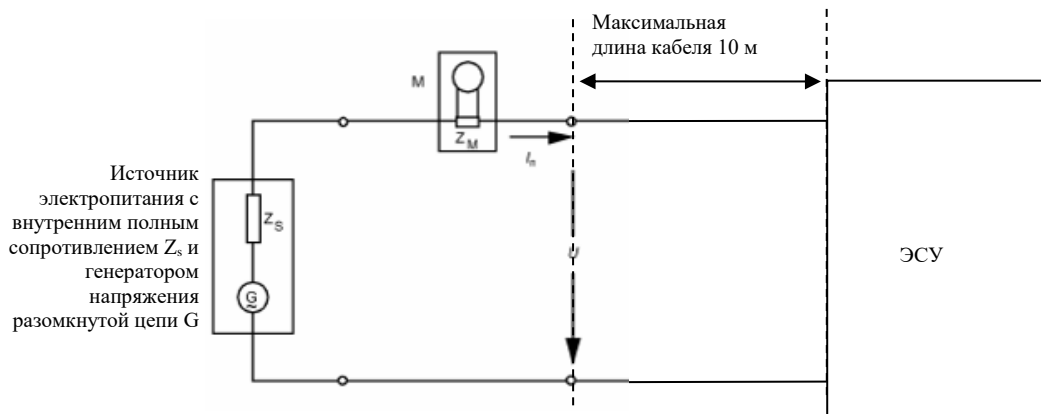 Максимальная
длина кабеля 10 м
M
Z_M
I_n
Источник
электропитания с
внутренним полным
сопротивлением Z_s и
генератором
напряжения
разомкнутой цепи G
Z_S
G
U
ЭСУ